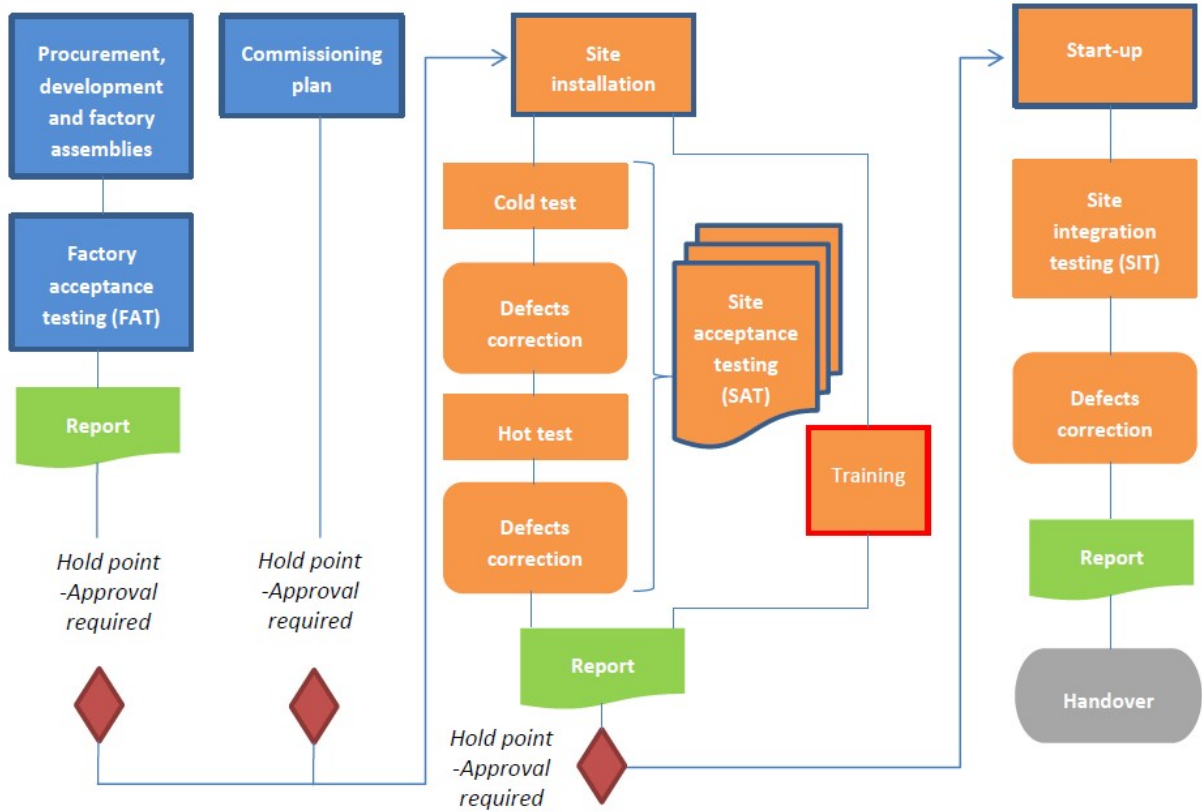 Procurement,
development
and factory
assemblies
Factory
acceptance
testing (FAT)
Report
Hold point
-Approval
required
Commissioning
plan
Hold point
-Approval
required
Site
installation
Cold test
Defects
correction
Hot test
Defects
correction
Site
acceptance
testing
(SAT)
Training
Report
Hold point
-Approval
required
Start-up
Site
integration
testing (SIT)
Defects
correction
Report
Handover